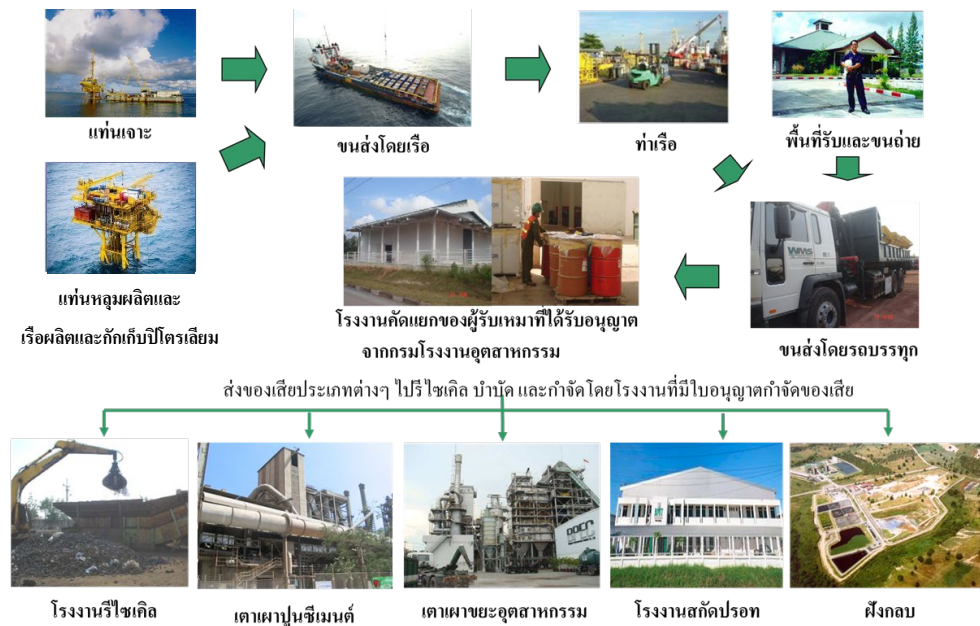 แท่นเจาะ
ขนส่งโดยเรือ
ท่าเรือ
พื้นที่รับและขนถ่าย
แท่นหลุมผลิตและ
เรือผลิตและกักเก็บปิโตรเลียม
โรงงานคัดแยกของผู้รับเหมาที่ได้รับอนุญาต
จากกรมโรงงานอุตสาหกรรม
WMS
ขนส่งโดยรถบรรทุก
ส่งของเสียประเภทต่างๆ ไปรีไซเคิล บำบัด และกำจัดโดยโรงงานที่มีใบอนุญาตกำจัดของเสีย
โรงงานรีไซเคิล
เตาเผาปูนซีเมนต์
เตาเผาขยะอุตสาหกรรม
โรงงานสกัดปรอท
ฝังกลบ